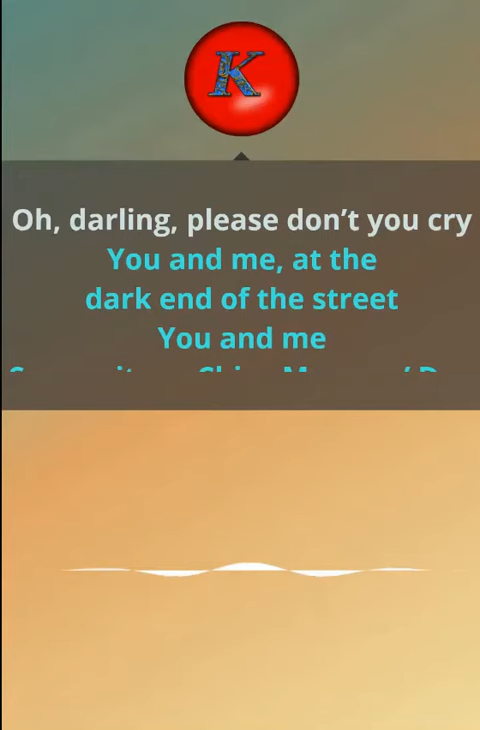 K
Oh, darling, please don’t you cry
You and me, at the
dark end of the street
You and me